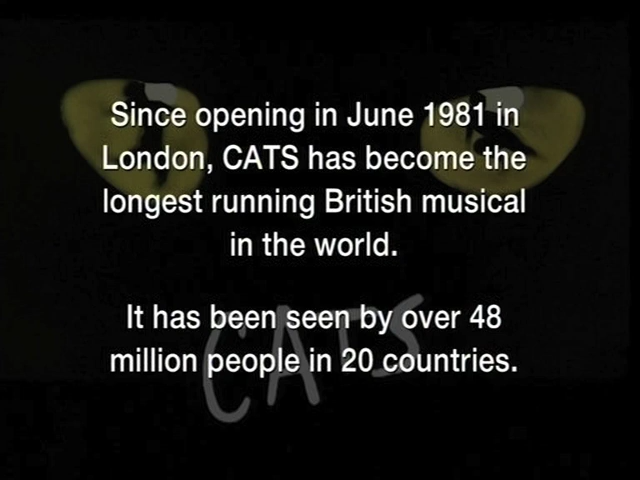 Since opening in June 1981 in
London, CATS has become the
longest running British musical
in the world.
It has been seen by over 48
million people in 20 countries.
CATS